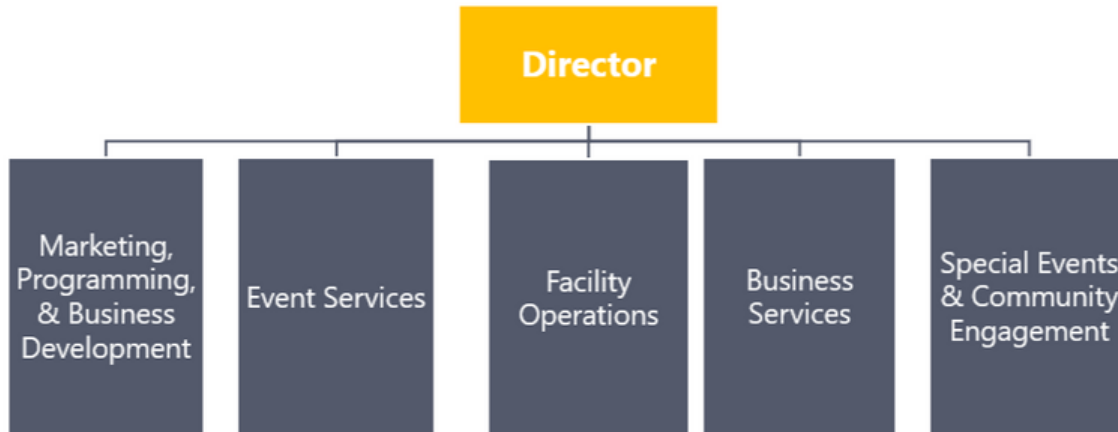 Director
Marketing,
Programming,
& Business
Development
Event Services
Facility
Operations
Business
Services
Special Events
& Community
Engagement